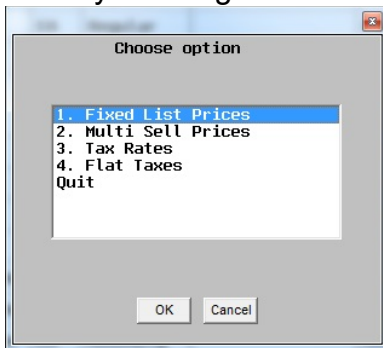 Choose option
1. Fixed List Prices
2. Multi Sell Prices
3. Tax Rates
4. Flat Taxes
Quit
OK Cancel